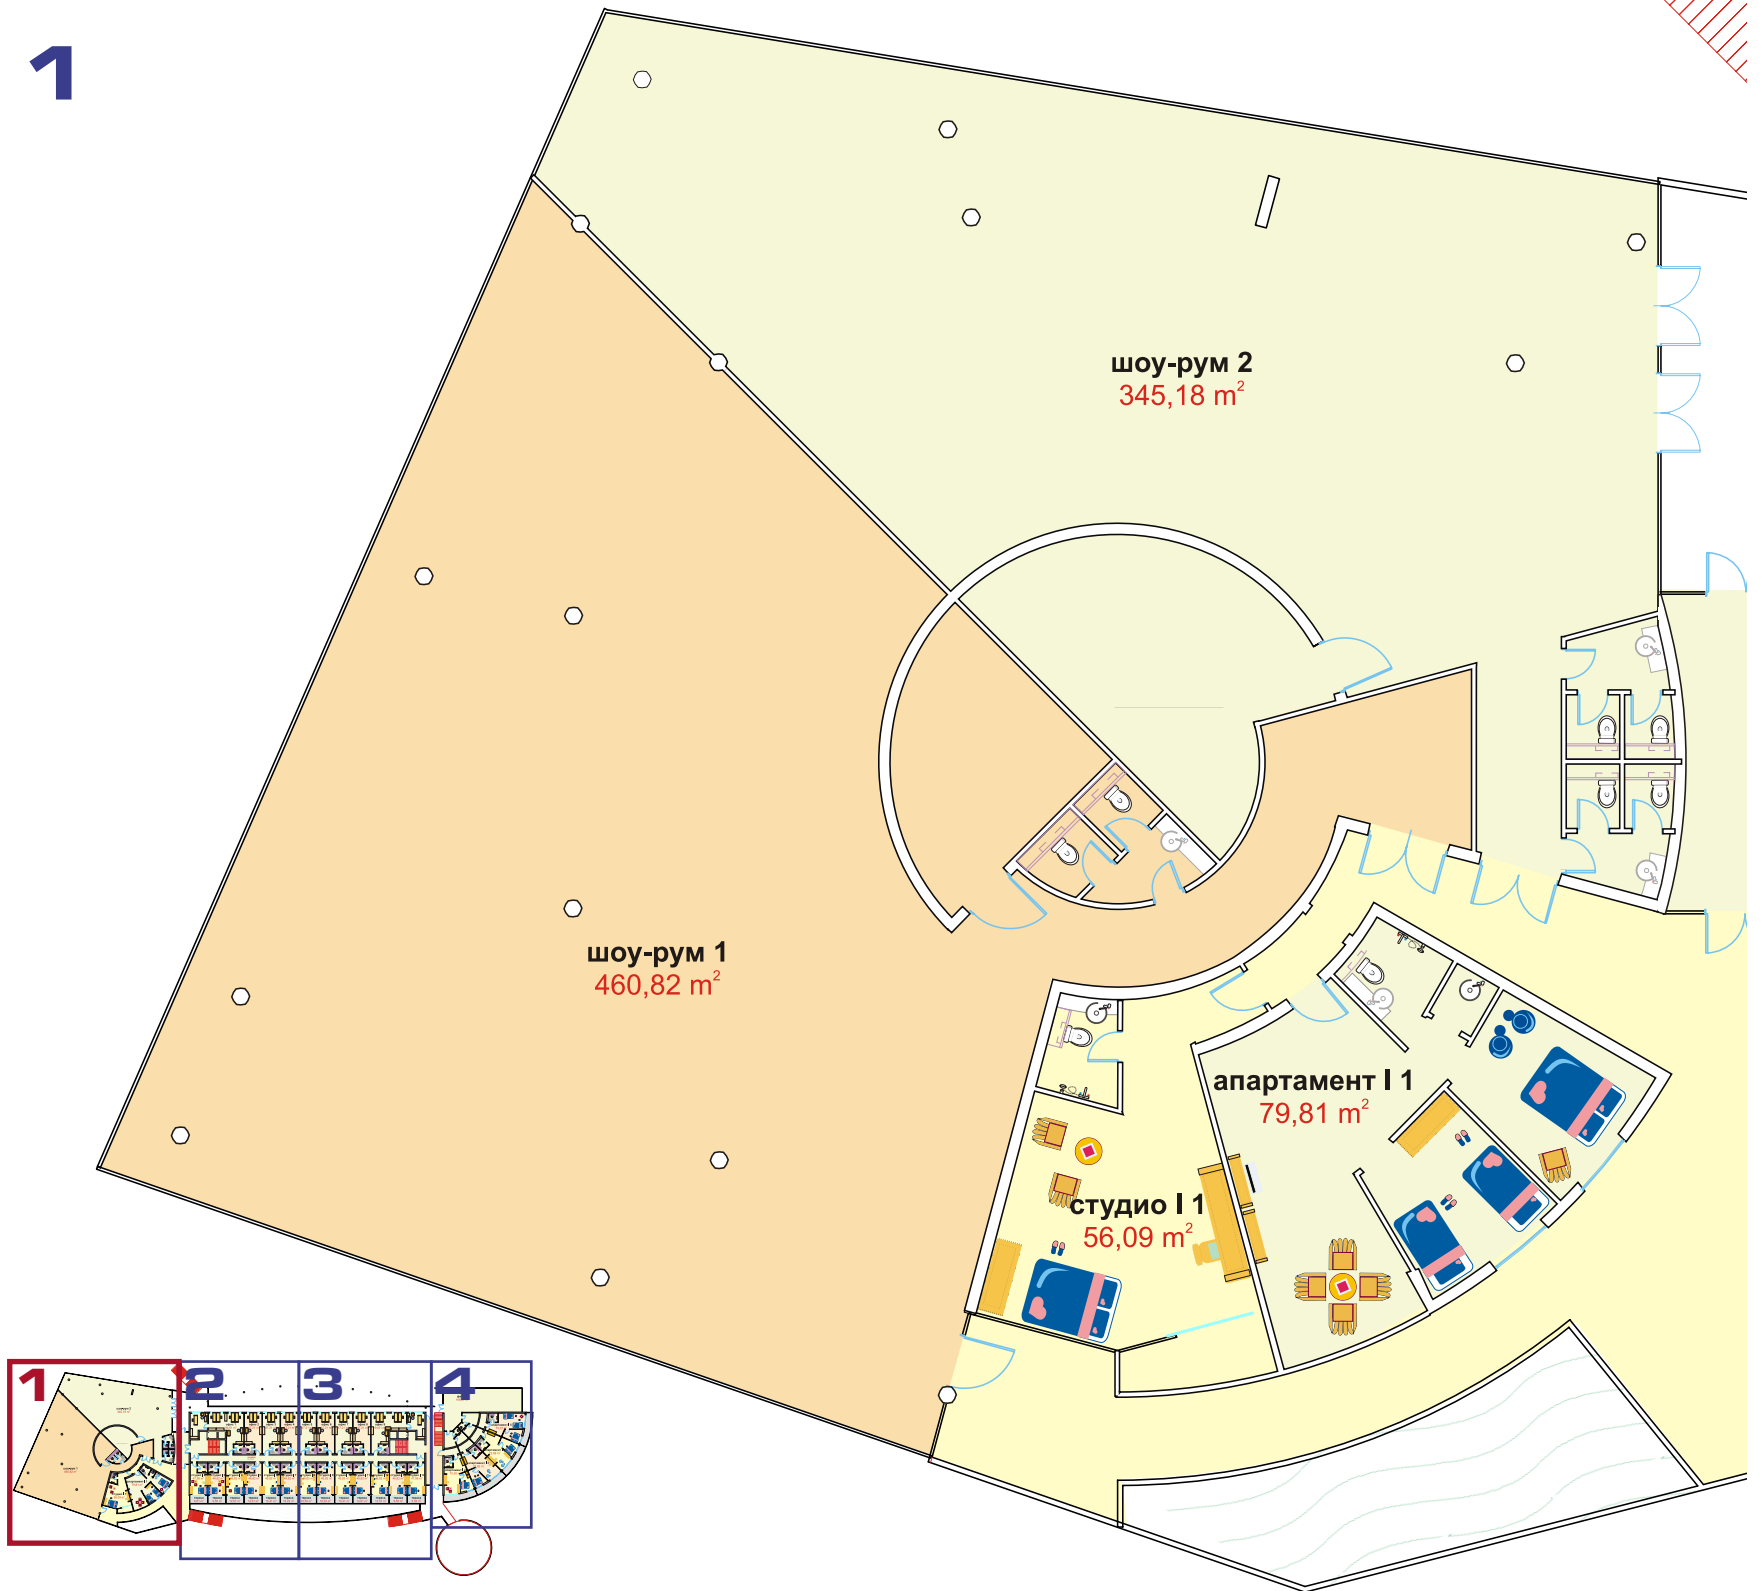 1
шоу-рум 2
345,18 m²
шоу-рум 1
460,82 m²
апартамент I 1
79,81 m²
студио I 1
56,09 m²
1
2
3
4